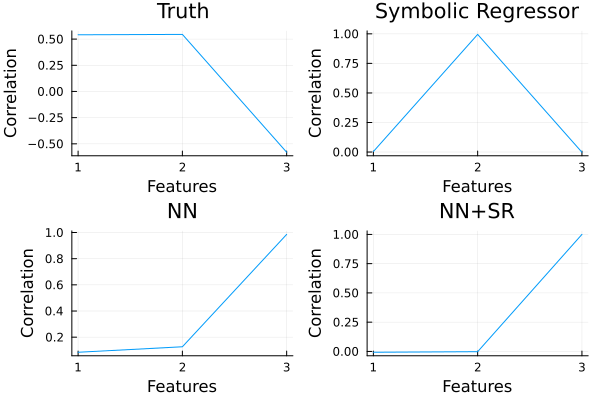 Truth
Correlation
0.50
0.25
0.00
−0.25
−0.50
1 2 3
Features
Symbolic Regressor
Correlation
1.00
0.75
0.50
0.25
0.00
1 2 3
Features
NN
Correlation
1.0
0.8
0.6
0.4
0.2
1 2 3
Features
NN+SR
Correlation
1.00
0.75
0.50
0.25
0.00
1 2 3
Features